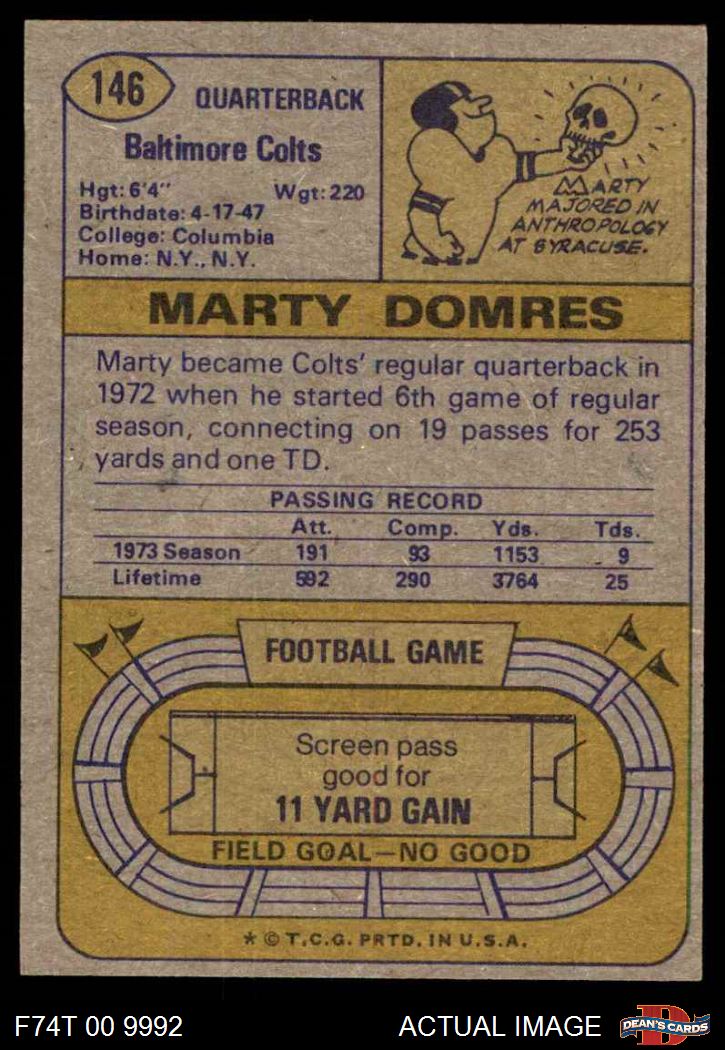 146
QUARTERBACK
Baltimore Colts
Hgt: 6'4" Wgt: 220
Birthdate: 4-17-47
College: Columbia
Home: N.Y., N.Y.
MARTY
MAJORED IN
ANTHROPOLOGY
AT SYRACUSE.
MARTY DOMRES
Marty became Colts' regular quarterback in
1972 when he started 6th game of regular
season, connecting on 19 passes for 253
yards and one TD.
PASSING RECORD
Att. Comp. Yds. Tds.
1973 Season 191 93 1153 9
Lifetime 592 290 3764 25
FOOTBALL GAME
Screen pass
good for
11 YARD GAIN
FIELD GOAL—NO GOOD
* © T.C.G. PRTD. IN U.S.A.
F74T 00 9992 ACTUAL IMAGE
D
DEAN'S CARDS